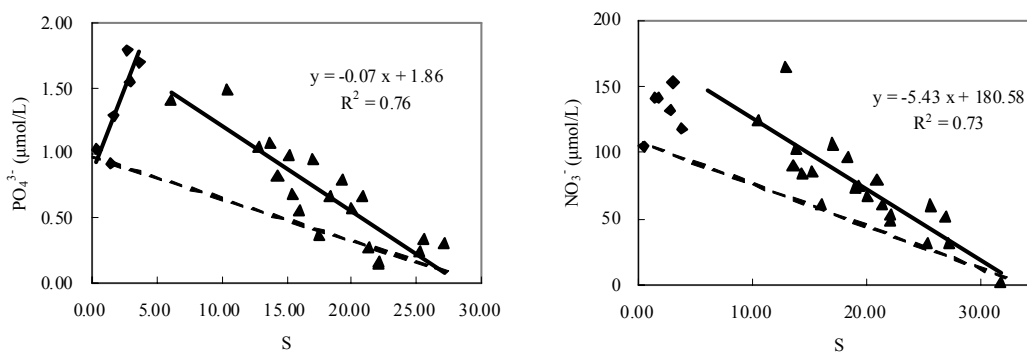 2.00
1.50
1.00
0.50
0.00
PO₄³⁻ (μmol/L)
y = -0.07 x + 1.86
R² = 0.76
0.00 5.00 10.00 15.00 20.00 25.00 30.00
S
200
150
100
50
0
NO₃⁻ (μmol/L)
y = -5.43 x + 180.58
R² = 0.73
0.00 10.00 20.00 30.00
S